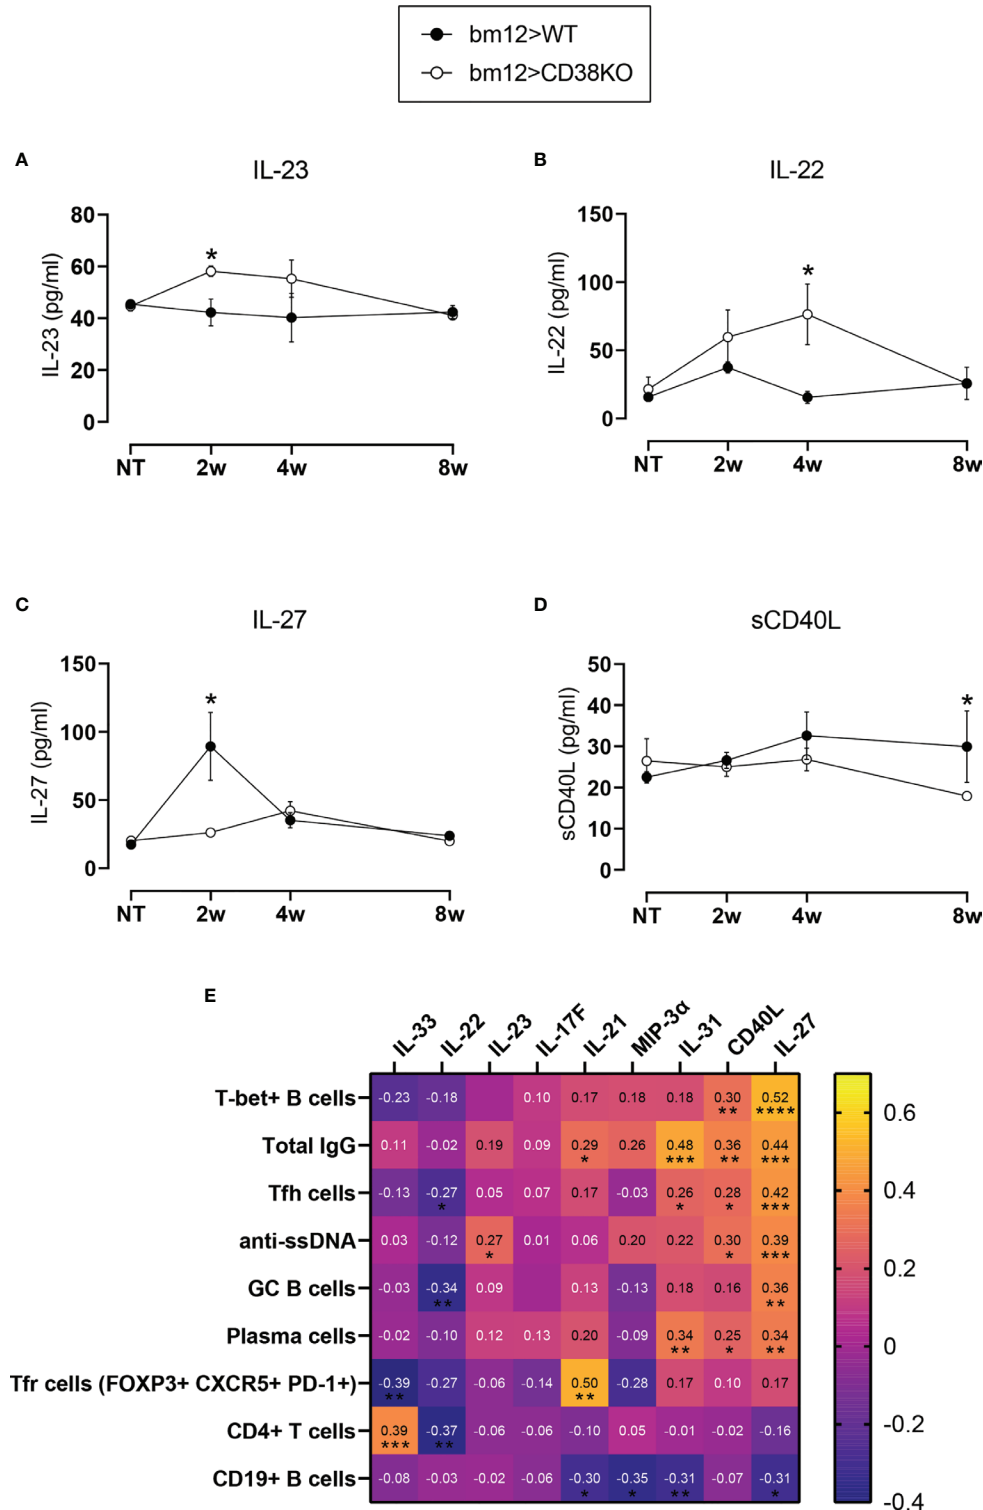 bm12>WT
bm12>CD38KO
A
IL-23
IL-23 (pg/ml)
80
60
40
20
0
*
NT 2w 4w 8w
B
IL-22
IL-22 (pg/ml)
150
100
50
0
*
NT 2w 4w 8w
C
IL-27
IL-27 (pg/ml)
150
100
50
0
*
NT 2w 4w 8w
D
sCD40L
sCD40L (pg/ml)
50
40
30
20
10
0
*
NT 2w 4w 8w
E
IL-33 IL-22 IL-23 IL-17F IL-21 MIP-3α IL-31 CD40L IL-27
T-bet+ B cells -0.23 -0.18 0.10 0.17 0.18 0.18 0.30 0.52
** ****
Total IgG 0.11 -0.02 0.19 0.09 0.29 0.26 0.48 0.36 0.44
* *** ** ***
Tfh cells -0.13 -0.27 0.05 0.07 0.17 -0.03 0.26 0.28 0.42
* * * ***
anti-ssDNA 0.03 -0.12 0.27 0.01 0.06 0.20 0.22 0.30 0.39
* * ***
GC B cells -0.03 -0.34 0.09 0.13 -0.13 0.18 0.16 0.36
** **
Plasma cells -0.02 -0.10 0.12 0.13 0.20 -0.09 0.34 0.25 0.34
** * **
Tfr cells (FOXP3+ CXCR5+ PD-1+) -0.39 -0.27 -0.06 -0.14 0.50 -0.28 0.17 0.10 0.17
** **
CD4+ T cells 0.39 -0.37 -0.06 -0.06 -0.10 0.05 -0.01 -0.02 -0.16
*** **
CD19+ B cells -0.08 -0.03 -0.02 -0.06 -0.30 -0.35 -0.31 -0.07 -0.31
* * ** *
0.6
0.4
0.2
0
-0.2
-0.4